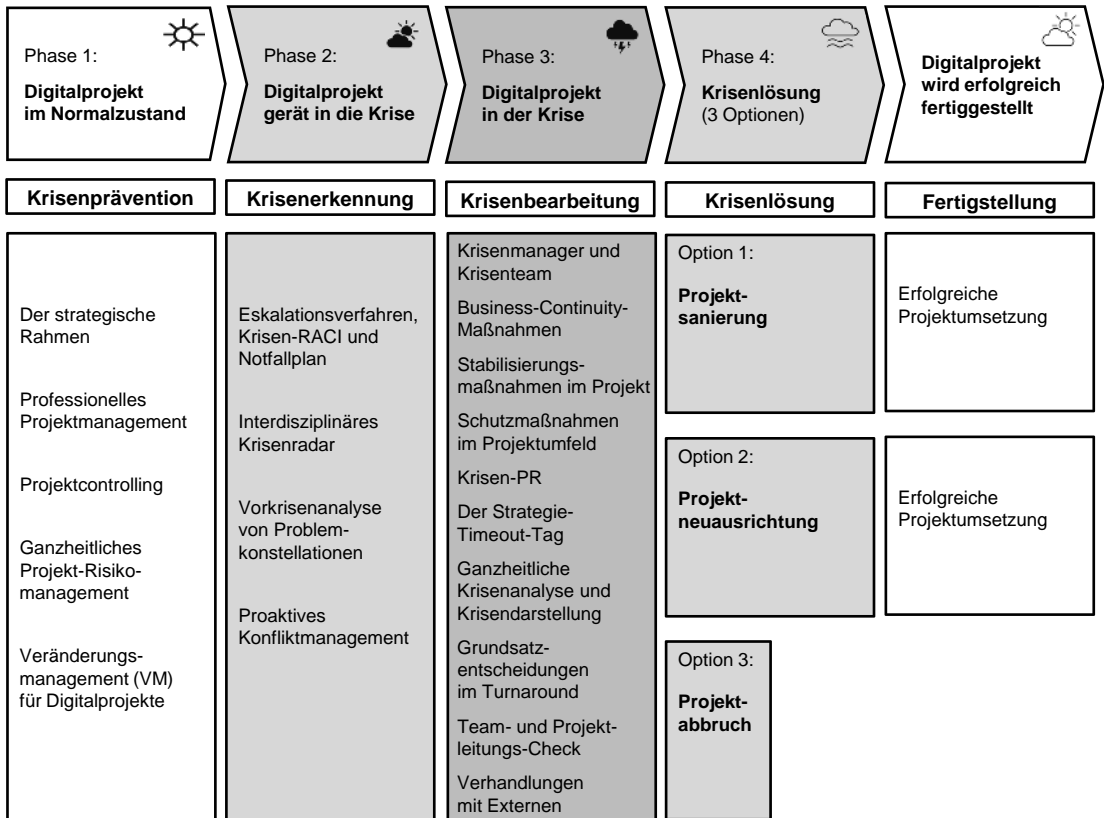 Phase 1:
Digitalprojekt
im Normalzustand
Phase 2:
Digitalprojekt
gerät in die Krise
Phase 3:
Digitalprojekt
in der Krise
Phase 4:
Krisenlösung
(3 Optionen)
Digitalprojekt
wird erfolgreich
fertiggestellt
Krisenprävention
Krisenerkennung
Krisenbearbeitung
Krisenlösung
Fertigstellung
Der strategische
Rahmen
Professionelles
Projektmanagement
Projektcontrolling
Ganzheitliches
Projekt-Risiko-
management
Veränderungs-
management (VM)
für Digitalprojekte
Eskalationsverfahren,
Krisen-RACI und
Notfallplan
Interdisziplinäres
Krisenradar
Vorkrisenanalyse
von Problem-
konstellationen
Proaktives
Konfliktmanagement
Krisenmanager und
Krisenteam
Business-Continuity-
Maßnahmen
Stabilisierungs-
maßnahmen im Projekt
Schutzmaßnahmen
im Projektumfeld
Krisen-PR
Der Strategie-
Timeout-Tag
Ganzheitliche
Krisenanalyse und
Krisendarstellung
Grundsatz-
entscheidungen
im Turnaround
Team- und Projekt-
leitungs-Check
Verhandlungen
mit Externen
Option 1:
Projekt-
sanierung
Erfolgreiche
Projektumsetzung
Option 2:
Projekt-
neuausrichtung
Erfolgreiche
Projektumsetzung
Option 3:
Projekt-
abbruch